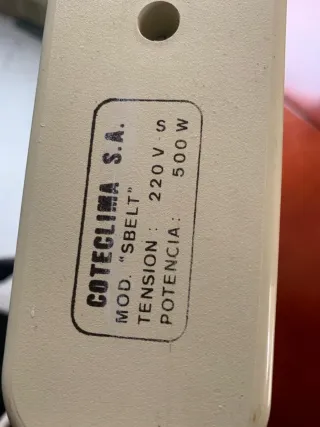 COTECLIMA S.A.
MOD. "SBELT"
TENSION: 220 V. S
POTENCIA: 500 W